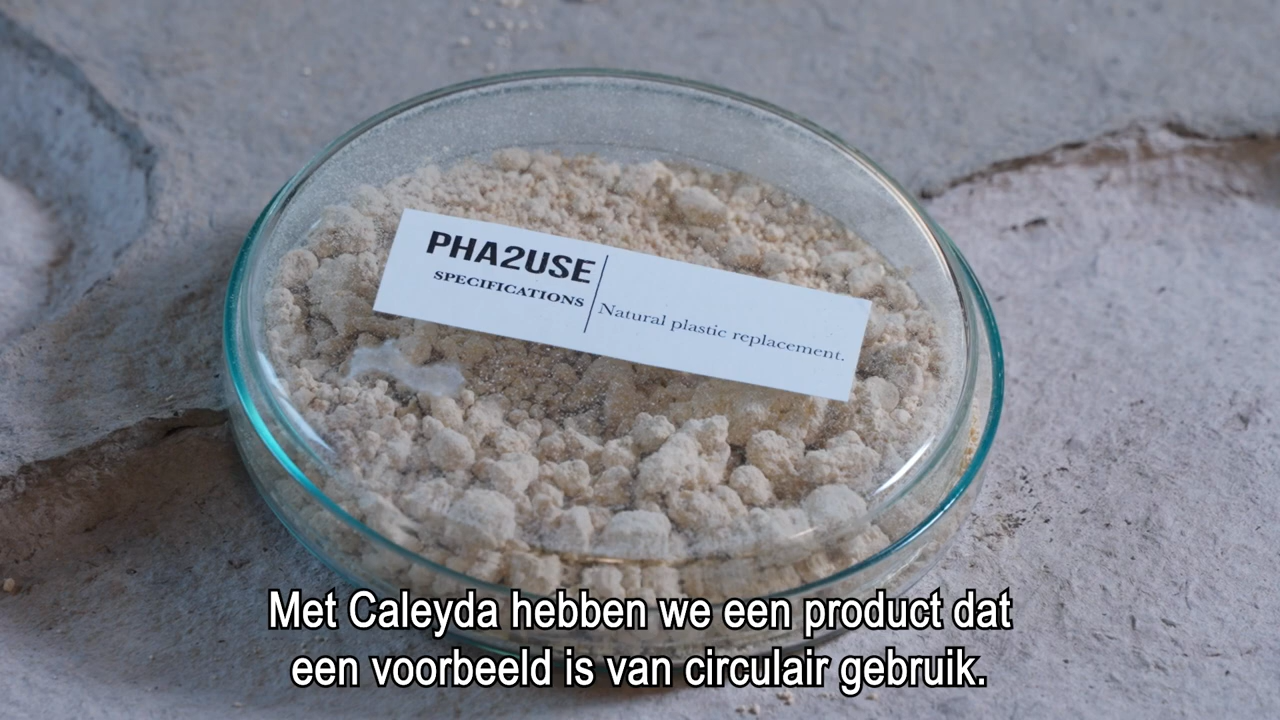 PHA2USE
SPECIFICATIONS
Natural plastic replacement.
Met Caleyda hebben we een product dat
een voorbeeld is van circulair gebruik.